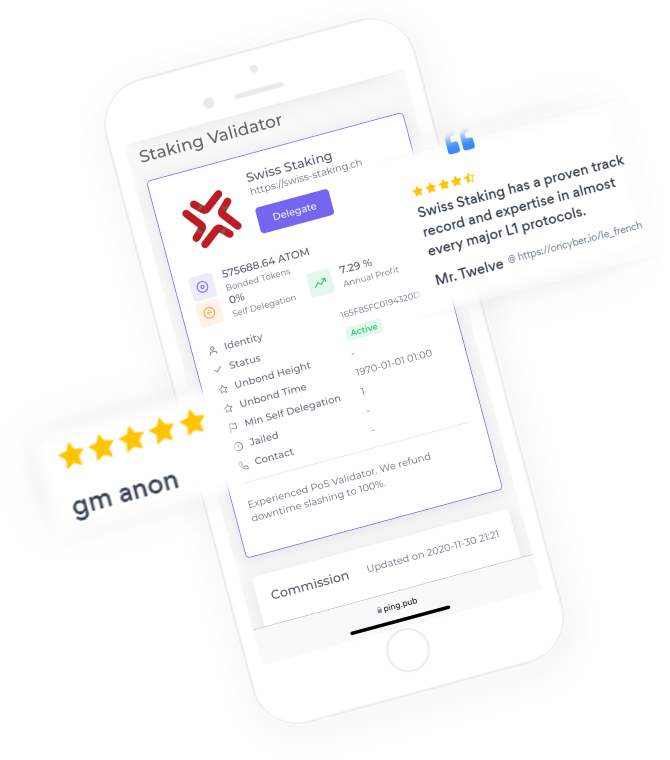 Staking Validator
Swiss Staking
https://swiss-staking.ch
Delegate
575688.64 ATOM
Bonded Tokens
0%
Self Delegation
7.29 %
Annual Profit
Identity
165F85FC0194320D
Status
Active
Unbond Height
-
Unbond Time
1970-01-01 01:00
Min Self Delegation
1
Jailed
-
Contact
-
Experienced PoS Validator. We refund
downtime slashing to 100%.
Commission
Updated on 2020-11-30 21:21
ping.pub
“
Swiss Staking has a proven track
record and expertise in almost
every major L1 protocols.
Mr. Twelve @ https://oncyber.io/le_french
gm anon